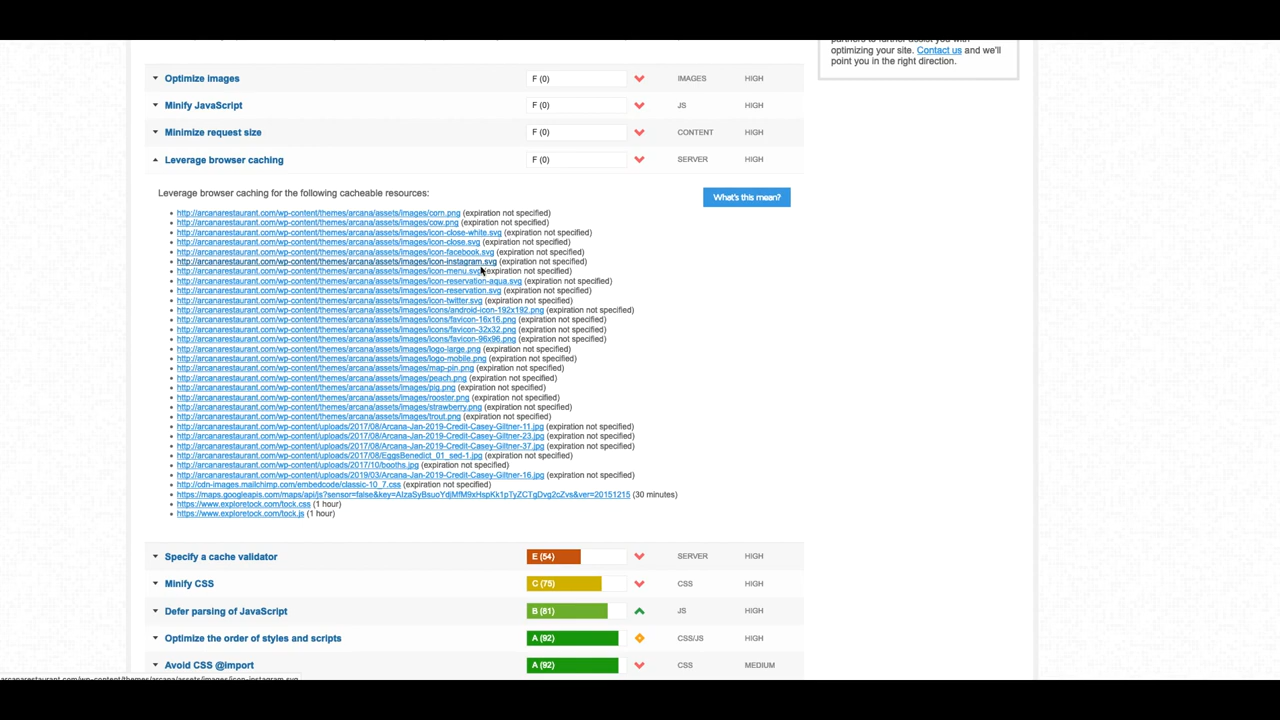 partners to further assist you with
optimizing your site. Contact us and we'll
point you in the right direction.
Optimize images F (0) IMAGES HIGH
Minify JavaScript F (0) JS HIGH
Minimize request size F (0) CONTENT HIGH
Leverage browser caching F (0) SERVER HIGH
Leverage browser caching for the following cacheable resources:
What's this mean?
http://arcanarestaurant.com/wp-content/themes/arcana/assets/images/corn.png (expiration not specified)
http://arcanarestaurant.com/wp-content/themes/arcana/assets/images/cow.png (expiration not specified)
http://arcanarestaurant.com/wp-content/themes/arcana/assets/images/icon-close-white.svg (expiration not specified)
http://arcanarestaurant.com/wp-content/themes/arcana/assets/images/icon-close.svg (expiration not specified)
http://arcanarestaurant.com/wp-content/themes/arcana/assets/images/icon-facebook.svg (expiration not specified)
http://arcanarestaurant.com/wp-content/themes/arcana/assets/images/icon-instagram.svg (expiration not specified)
http://arcanarestaurant.com/wp-content/themes/arcana/assets/images/icon-menu.svg (expiration not specified)
http://arcanarestaurant.com/wp-content/themes/arcana/assets/images/icon-reservation-aqua.svg (expiration not specified)
http://arcanarestaurant.com/wp-content/themes/arcana/assets/images/icon-reservation.svg (expiration not specified)
http://arcanarestaurant.com/wp-content/themes/arcana/assets/images/icon-twitter.svg (expiration not specified)
http://arcanarestaurant.com/wp-content/themes/arcana/assets/images/icons/android-icon-192x192.png (expiration not specified)
http://arcanarestaurant.com/wp-content/themes/arcana/assets/images/icons/favicon-16x16.png (expiration not specified)
http://arcanarestaurant.com/wp-content/themes/arcana/assets/images/icons/favicon-32x32.png (expiration not specified)
http://arcanarestaurant.com/wp-content/themes/arcana/assets/images/icons/favicon-96x96.png (expiration not specified)
http://arcanarestaurant.com/wp-content/themes/arcana/assets/images/logo-large.png (expiration not specified)
http://arcanarestaurant.com/wp-content/themes/arcana/assets/images/logo-mobile.png (expiration not specified)
http://arcanarestaurant.com/wp-content/themes/arcana/assets/images/map-pin.png (expiration not specified)
http://arcanarestaurant.com/wp-content/themes/arcana/assets/images/peach.png (expiration not specified)
http://arcanarestaurant.com/wp-content/themes/arcana/assets/images/pig.png (expiration not specified)
http://arcanarestaurant.com/wp-content/themes/arcana/assets/images/rooster.png (expiration not specified)
http://arcanarestaurant.com/wp-content/themes/arcana/assets/images/strawberry.png (expiration not specified)
http://arcanarestaurant.com/wp-content/themes/arcana/assets/images/trout.png (expiration not specified)
http://arcanarestaurant.com/wp-content/uploads/2017/08/Arcana-Jan-2019-Credit-Casey-Giltner-11.jpg (expiration not specified)
http://arcanarestaurant.com/wp-content/uploads/2017/08/Arcana-Jan-2019-Credit-Casey-Giltner-23.jpg (expiration not specified)
http://arcanarestaurant.com/wp-content/uploads/2017/08/Arcana-Jan-2019-Credit-Casey-Giltner-37.jpg (expiration not specified)
http://arcanarestaurant.com/wp-content/uploads/2017/08/EggsBenedict_01_sed-1.jpg (expiration not specified)
http://arcanarestaurant.com/wp-content/uploads/2017/10/booths.jpg (expiration not specified)
http://arcanarestaurant.com/wp-content/uploads/2019/03/Arcana-Jan-2019-Credit-Casey-Giltner-16.jpg (expiration not specified)
http://cdn-images.mailchimp.com/embedcode/classic-10_7.css (expiration not specified)
(30 minutes)
https://www.exploretock.com/tock.css (1 hour)
https://www.exploretock.com/tock.js (1 hour)
Specify a cache validator E (54) SERVER HIGH
Minify CSS C (75) CSS HIGH
Defer parsing of JavaScript B (81) JS HIGH
Optimize the order of styles and scripts A (92) CSS/JS HIGH
Avoid CSS @import A (92) CSS MEDIUM